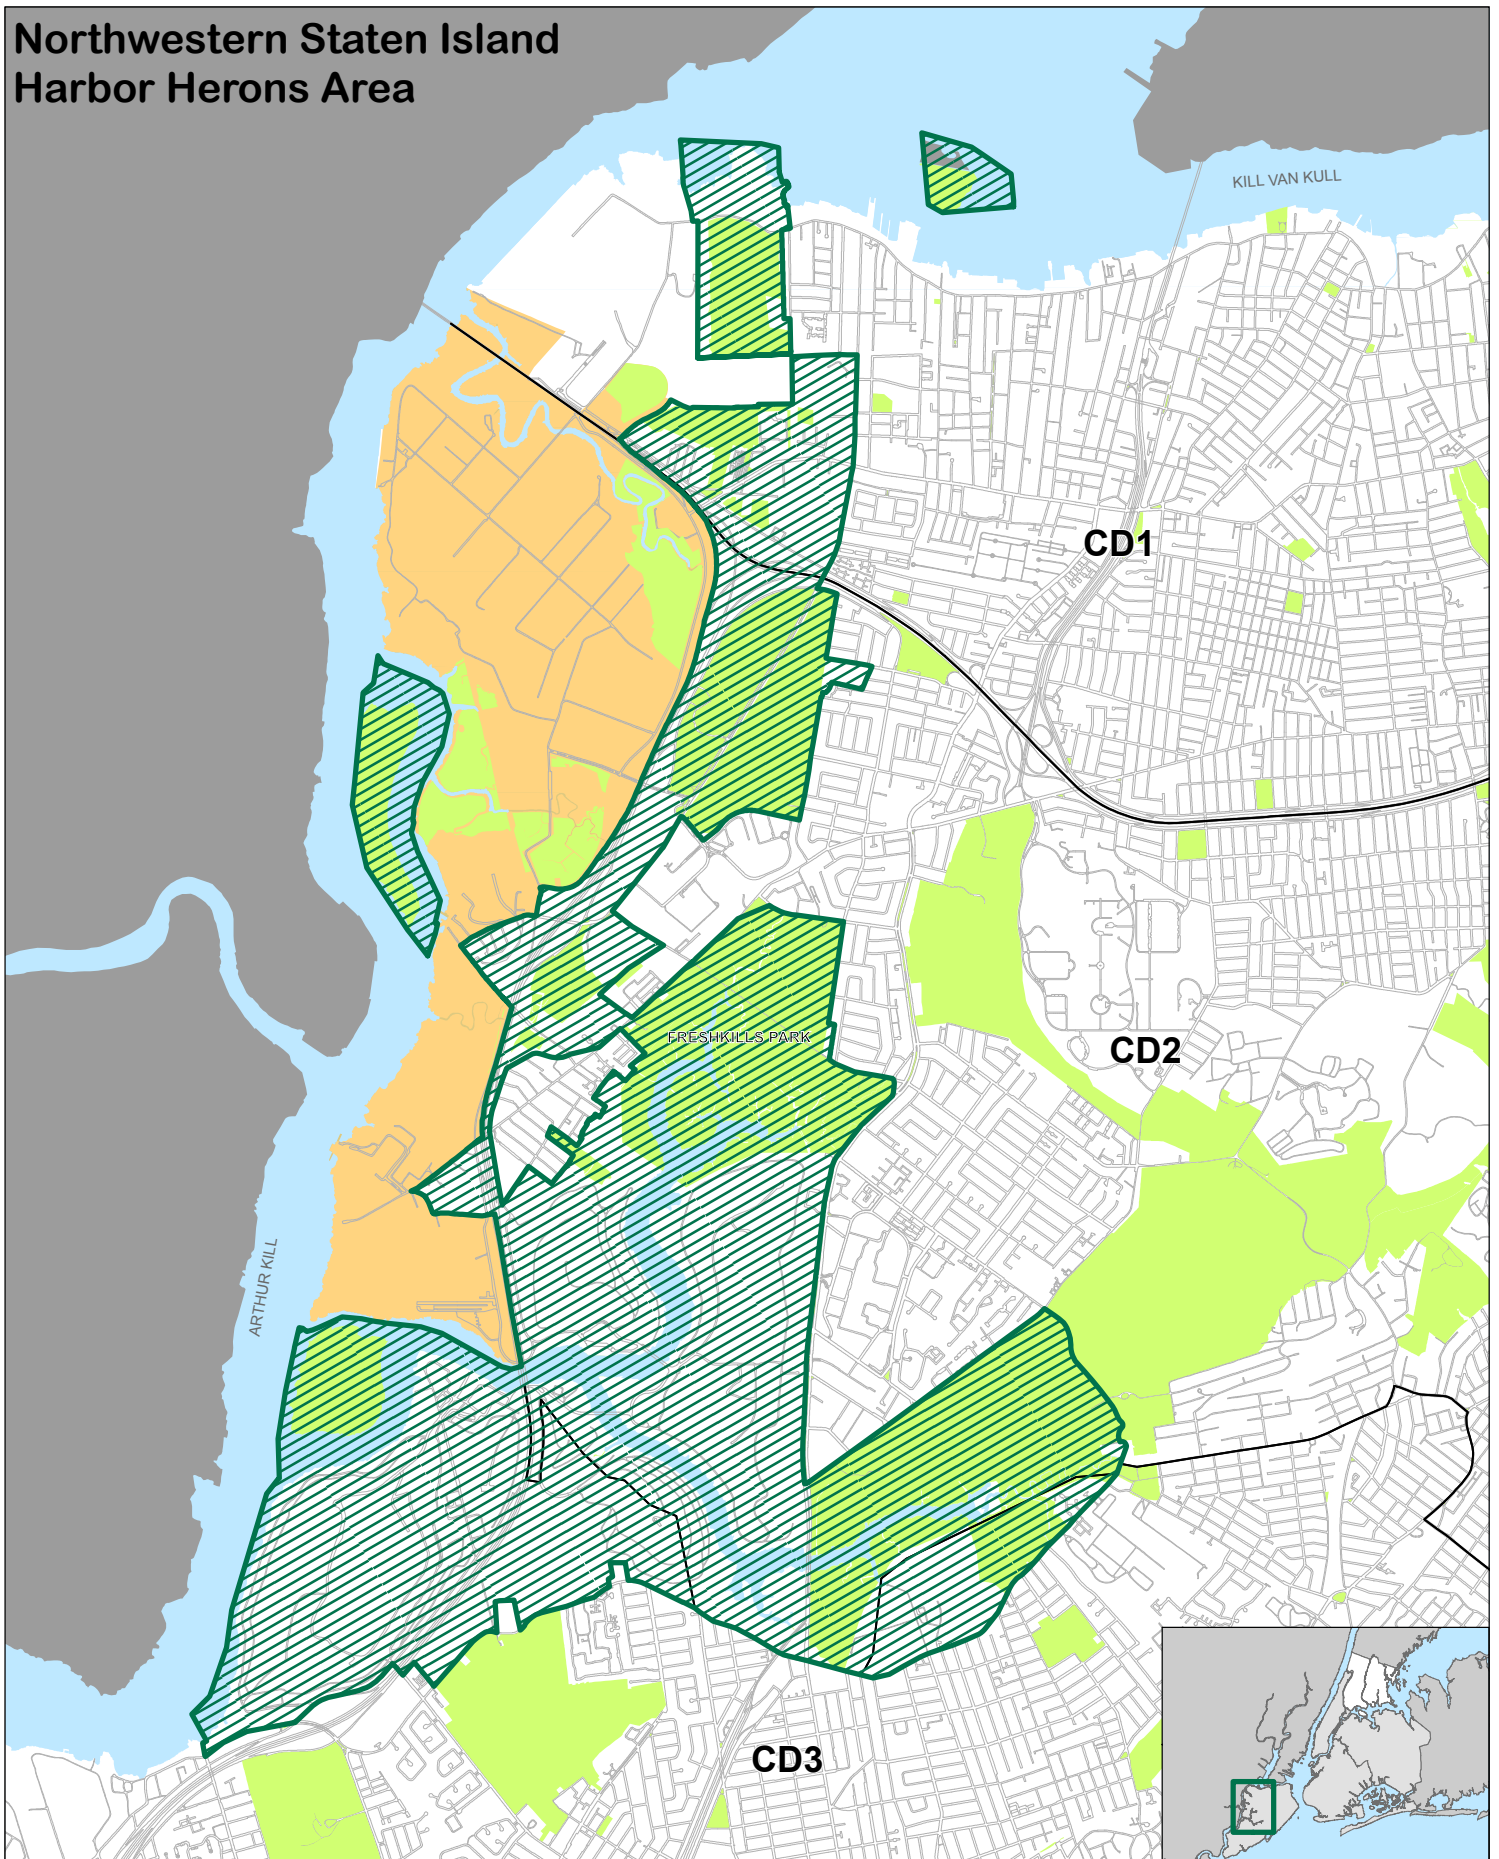 Northwestern Staten Island
Harbor Herons Area
KILL VAN KULL
CD1
FRESHKILLS PARK
CD2
ARTHUR KILL
CD3